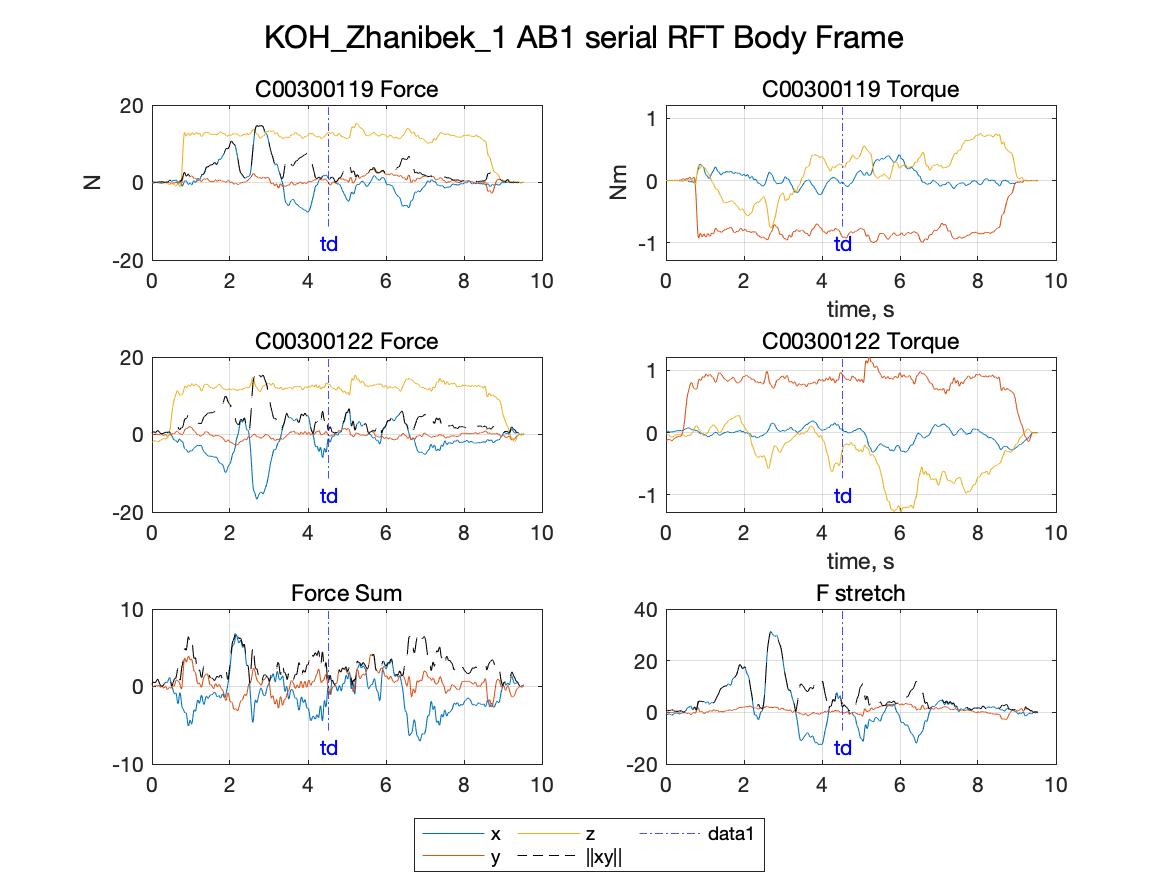 KOH_Zhanibek_1 AB1 serial RFT Body Frame
C00300119 Force
20
0
-20
N
td
0 2 4 6 8 10
C00300119 Torque
1
0
-1
Nm
td
0 2 4 6 8 10
time, s
C00300122 Force
20
0
-20
td
0 2 4 6 8 10
C00300122 Torque
1
0
-1
td
0 2 4 6 8 10
time, s
Force Sum
10
0
-10
td
0 2 4 6 8 10
F stretch
40
20
0
-20
td
0 2 4 6 8 10
x z data1
y ||xy||